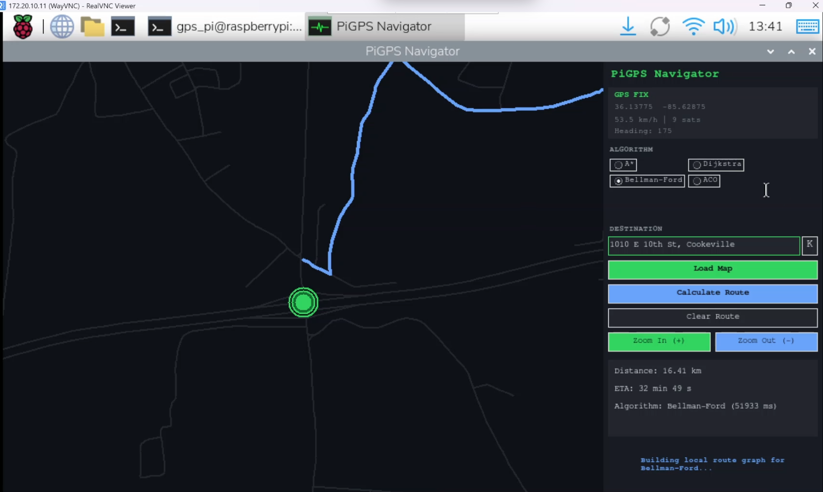 172.20.10.11 (WayVNC) - RealVNC Viewer
gps_pi@raspberrypi:... PiGPS Navigator 13:41
PiGPS Navigator
PiGPS Navigator
GPS FIX
36.13775 -85.62875
53.5 km/h | 9 sats
Heading: 175
ALGORITHM
A* Dijkstra
Bellman-Ford ACO
DESTINATION
1010 E 10th St, Cookeville K
Load Map
Calculate Route
Clear Route
Zoom In (+) Zoom Out (-)
Distance: 16.41 km
ETA: 32 min 49 s
Algorithm: Bellman-Ford (51933 ms)
Building local route graph for
Bellman-Ford...